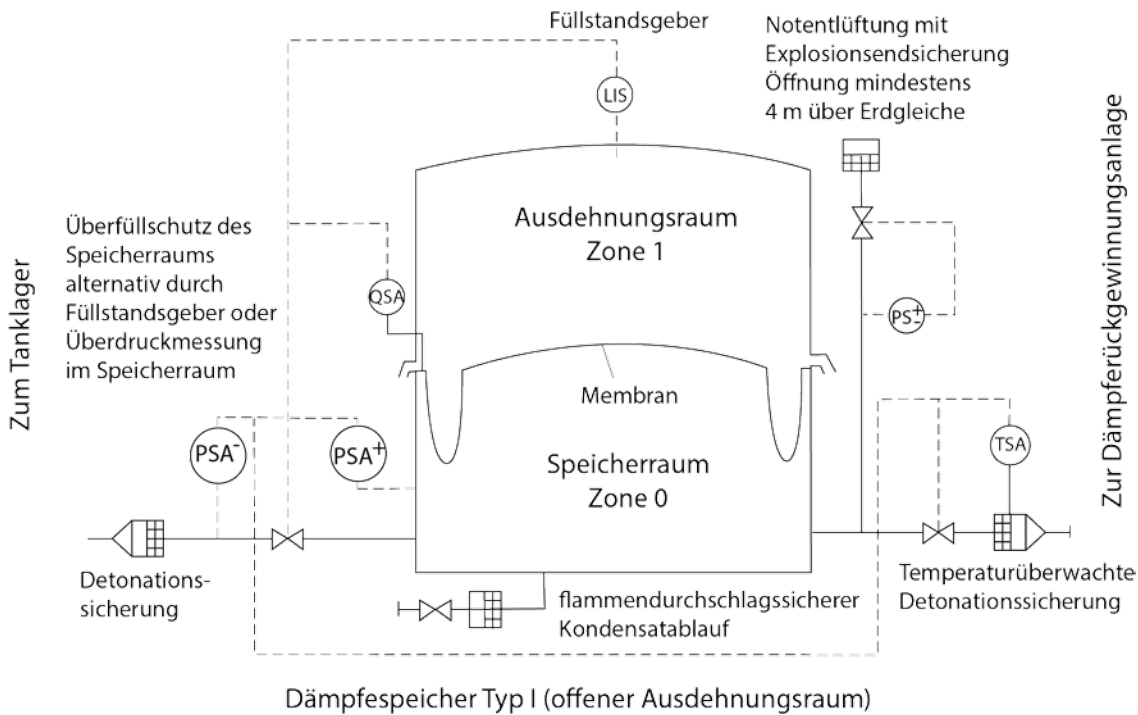 Füllstandsgeber
Notentlüftung mit
Explosionsendsicherung
Öffnung mindestens
4 m über Erdgleiche
LIS
Ausdehnungsraum
Zone 1
Überfüllschutz des
Speicherraums
alternativ durch
Füllstandsgeber oder
Überdruckmessung
im Speicherraum
QSA
PS+-
Zum Tanklager
Zur Dämpferückgewinnungsanlage
Membran
PSA-
PSA+
TSA
Speicherraum
Zone 0
Detonations-
sicherung
flammendurchschlagssicherer
Kondensatablauf
Temperaturüberwachte
Detonationssicherung
Dämpfespeicher Typ I (offener Ausdehnungsraum)